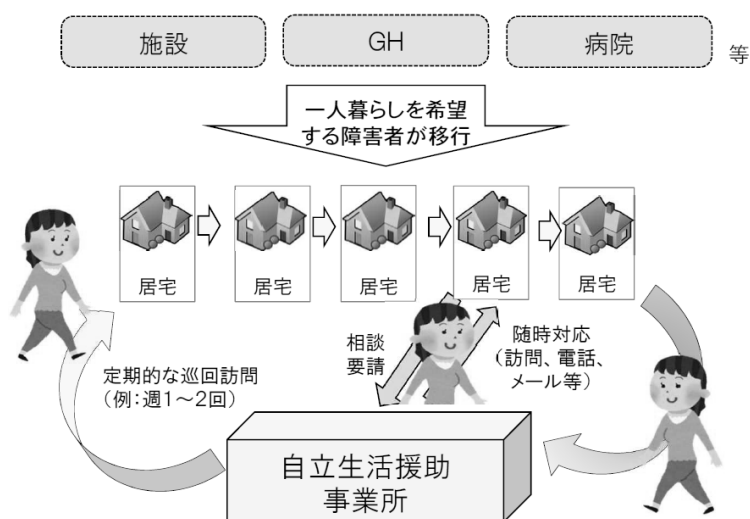 施設
GH
病院
等
一人暮らしを希望
する障害者が移行
居宅
居宅
居宅
居宅
居宅
相談
要請
随時対応
（訪問、電話、
メール等）
定期的な巡回訪問
（例：週1～2回）
自立生活援助
事業所